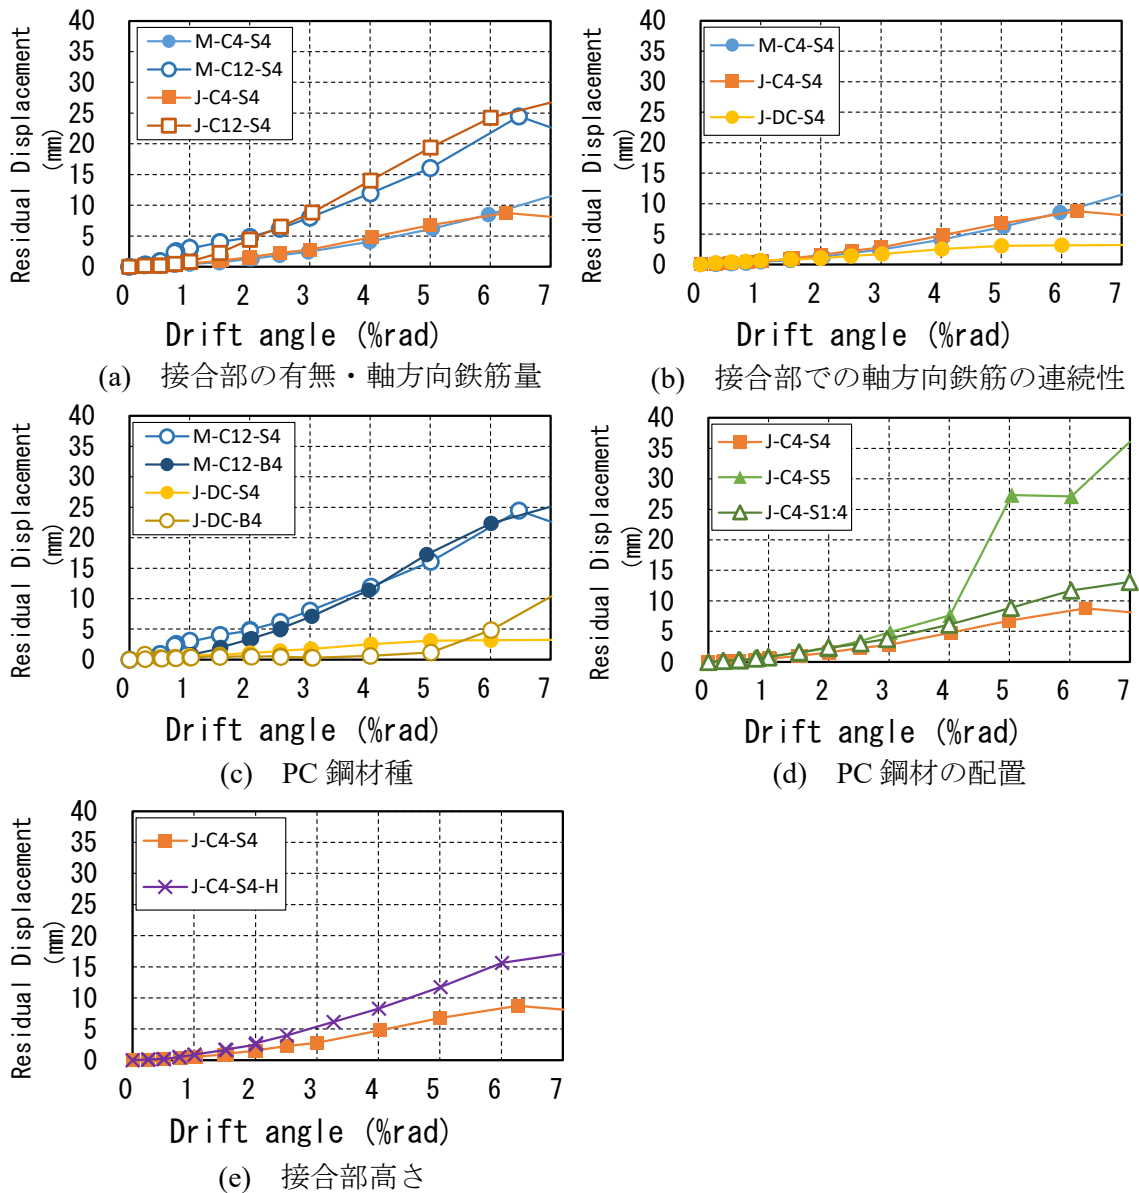 Residual Displacement
(mm)
40
35
30
25
20
15
10
5
0
M-C4-S4
M-C12-S4
J-C4-S4
J-C12-S4
0 1 2 3 4 5 6 7
Drift angle (%rad)
(a) 接合部の有無・軸方向鉄筋量
Residual Displacement
(mm)
40
35
30
25
20
15
10
5
0
M-C4-S4
J-C4-S4
J-DC-S4
0 1 2 3 4 5 6 7
Drift angle (%rad)
(b) 接合部での軸方向鉄筋の連続性
Residual Displacement
(mm)
40
35
30
25
20
15
10
5
0
M-C12-S4
M-C12-B4
J-DC-S4
J-DC-B4
0 1 2 3 4 5 6 7
Drift angle (%rad)
(c) PC 鋼材種
Residual Displacement
(mm)
40
35
30
25
20
15
10
5
0
J-C4-S4
J-C4-S5
J-C4-S1:4
0 1 2 3 4 5 6 7
Drift angle (%rad)
(d) PC 鋼材の配置
Residual Displacement
(mm)
40
35
30
25
20
15
10
5
0
J-C4-S4
J-C4-S4-H
0 1 2 3 4 5 6 7
Drift angle (%rad)
(e) 接合部高さ